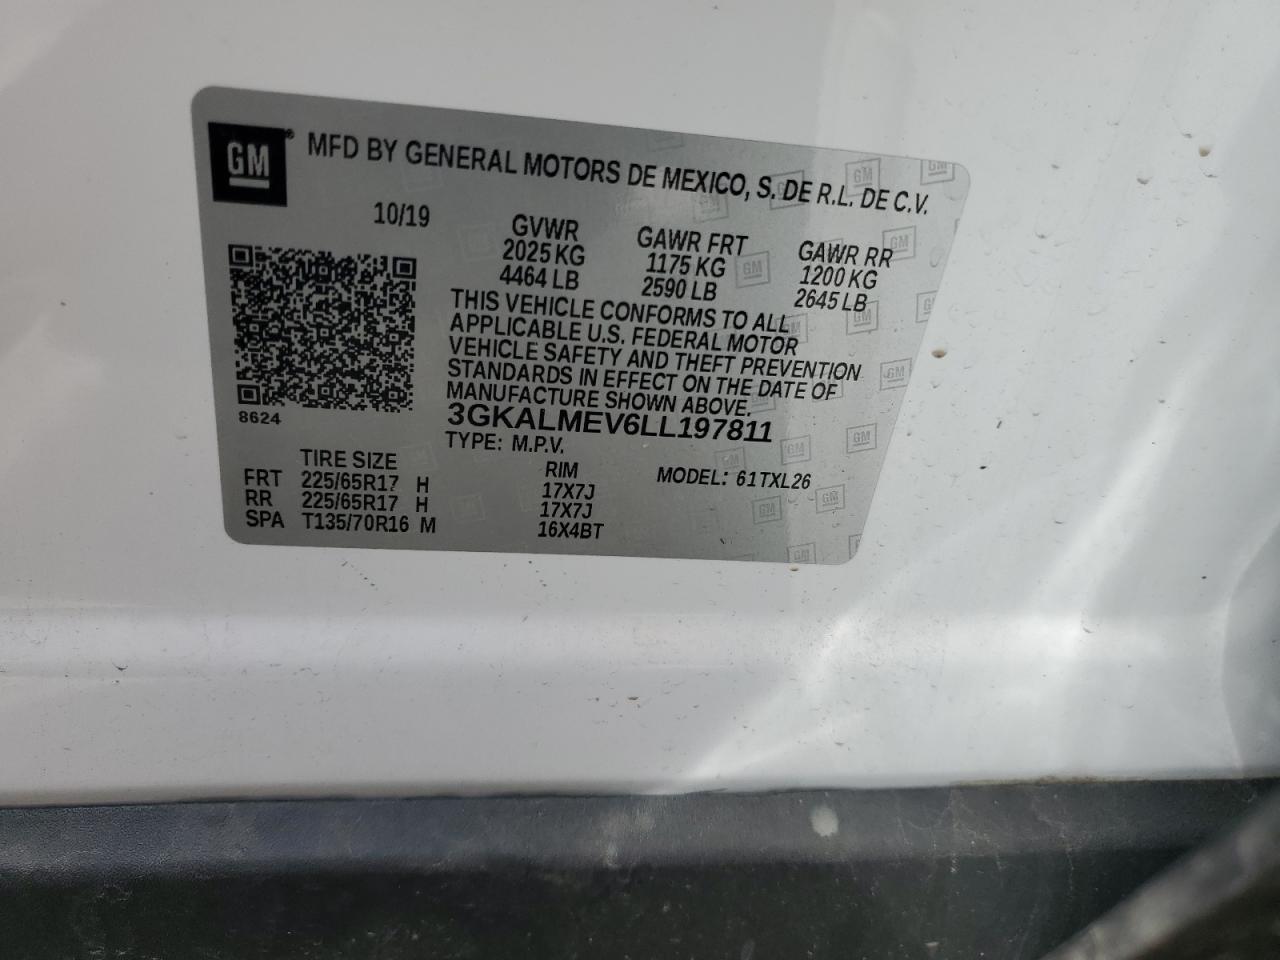 GM ® MFD BY GENERAL MOTORS DE MEXICO, S. DE R.L. DE C.V.
10/19
GVWR GAWR FRT GAWR RR
2025 KG 1175 KG 1200 KG
4464 LB 2590 LB 2645 LB
THIS VEHICLE CONFORMS TO ALL
APPLICABLE U.S. FEDERAL MOTOR
VEHICLE SAFETY AND THEFT PREVENTION
STANDARDS IN EFFECT ON THE DATE OF
MANUFACTURE SHOWN ABOVE.
8624
3GKALMEV6LL197811
TYPE: M.P.V.
TIRE SIZE RIM MODEL: 61TXL26
FRT 225/65R17 H 17X7J
RR 225/65R17 H 17X7J
SPA T135/70R16 M 16X4BT